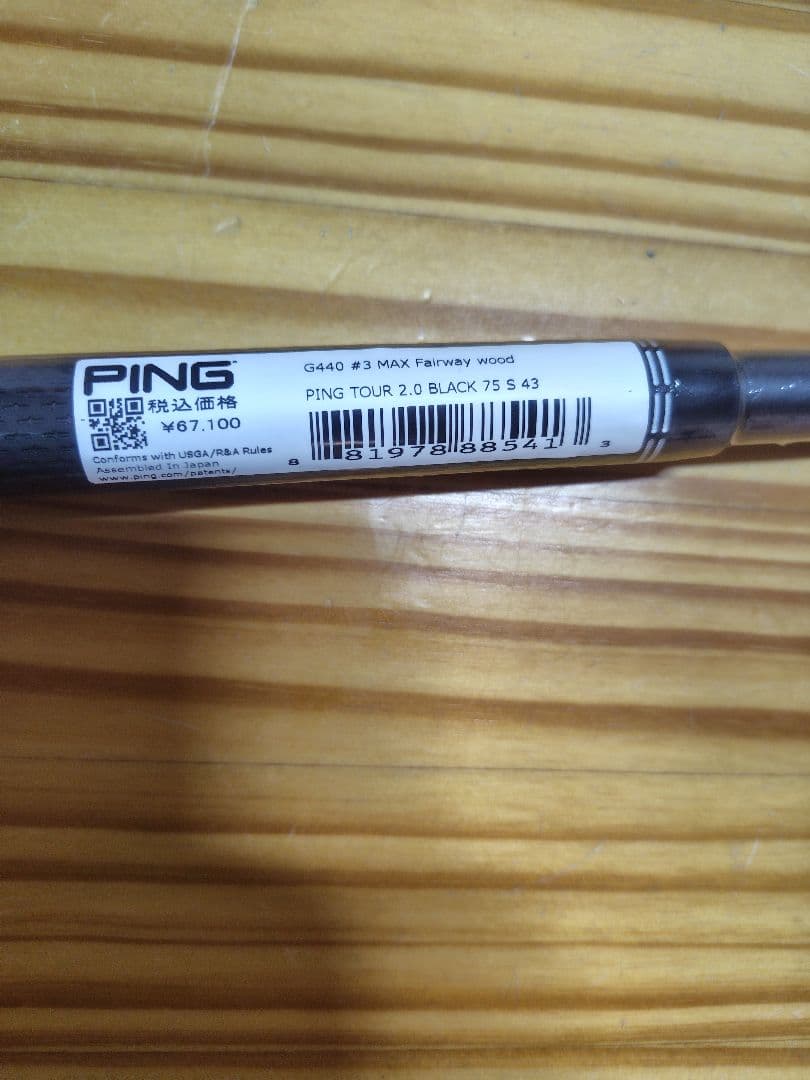 PING
税込価格
¥67,100
Conforms with USGA/R&A Rules
Assembled In Japan
www.ping.com/patents/
G440 #3 MAX Fairway wood
PING TOUR 2.0 BLACK 75 S 43
8 81978 88541 3